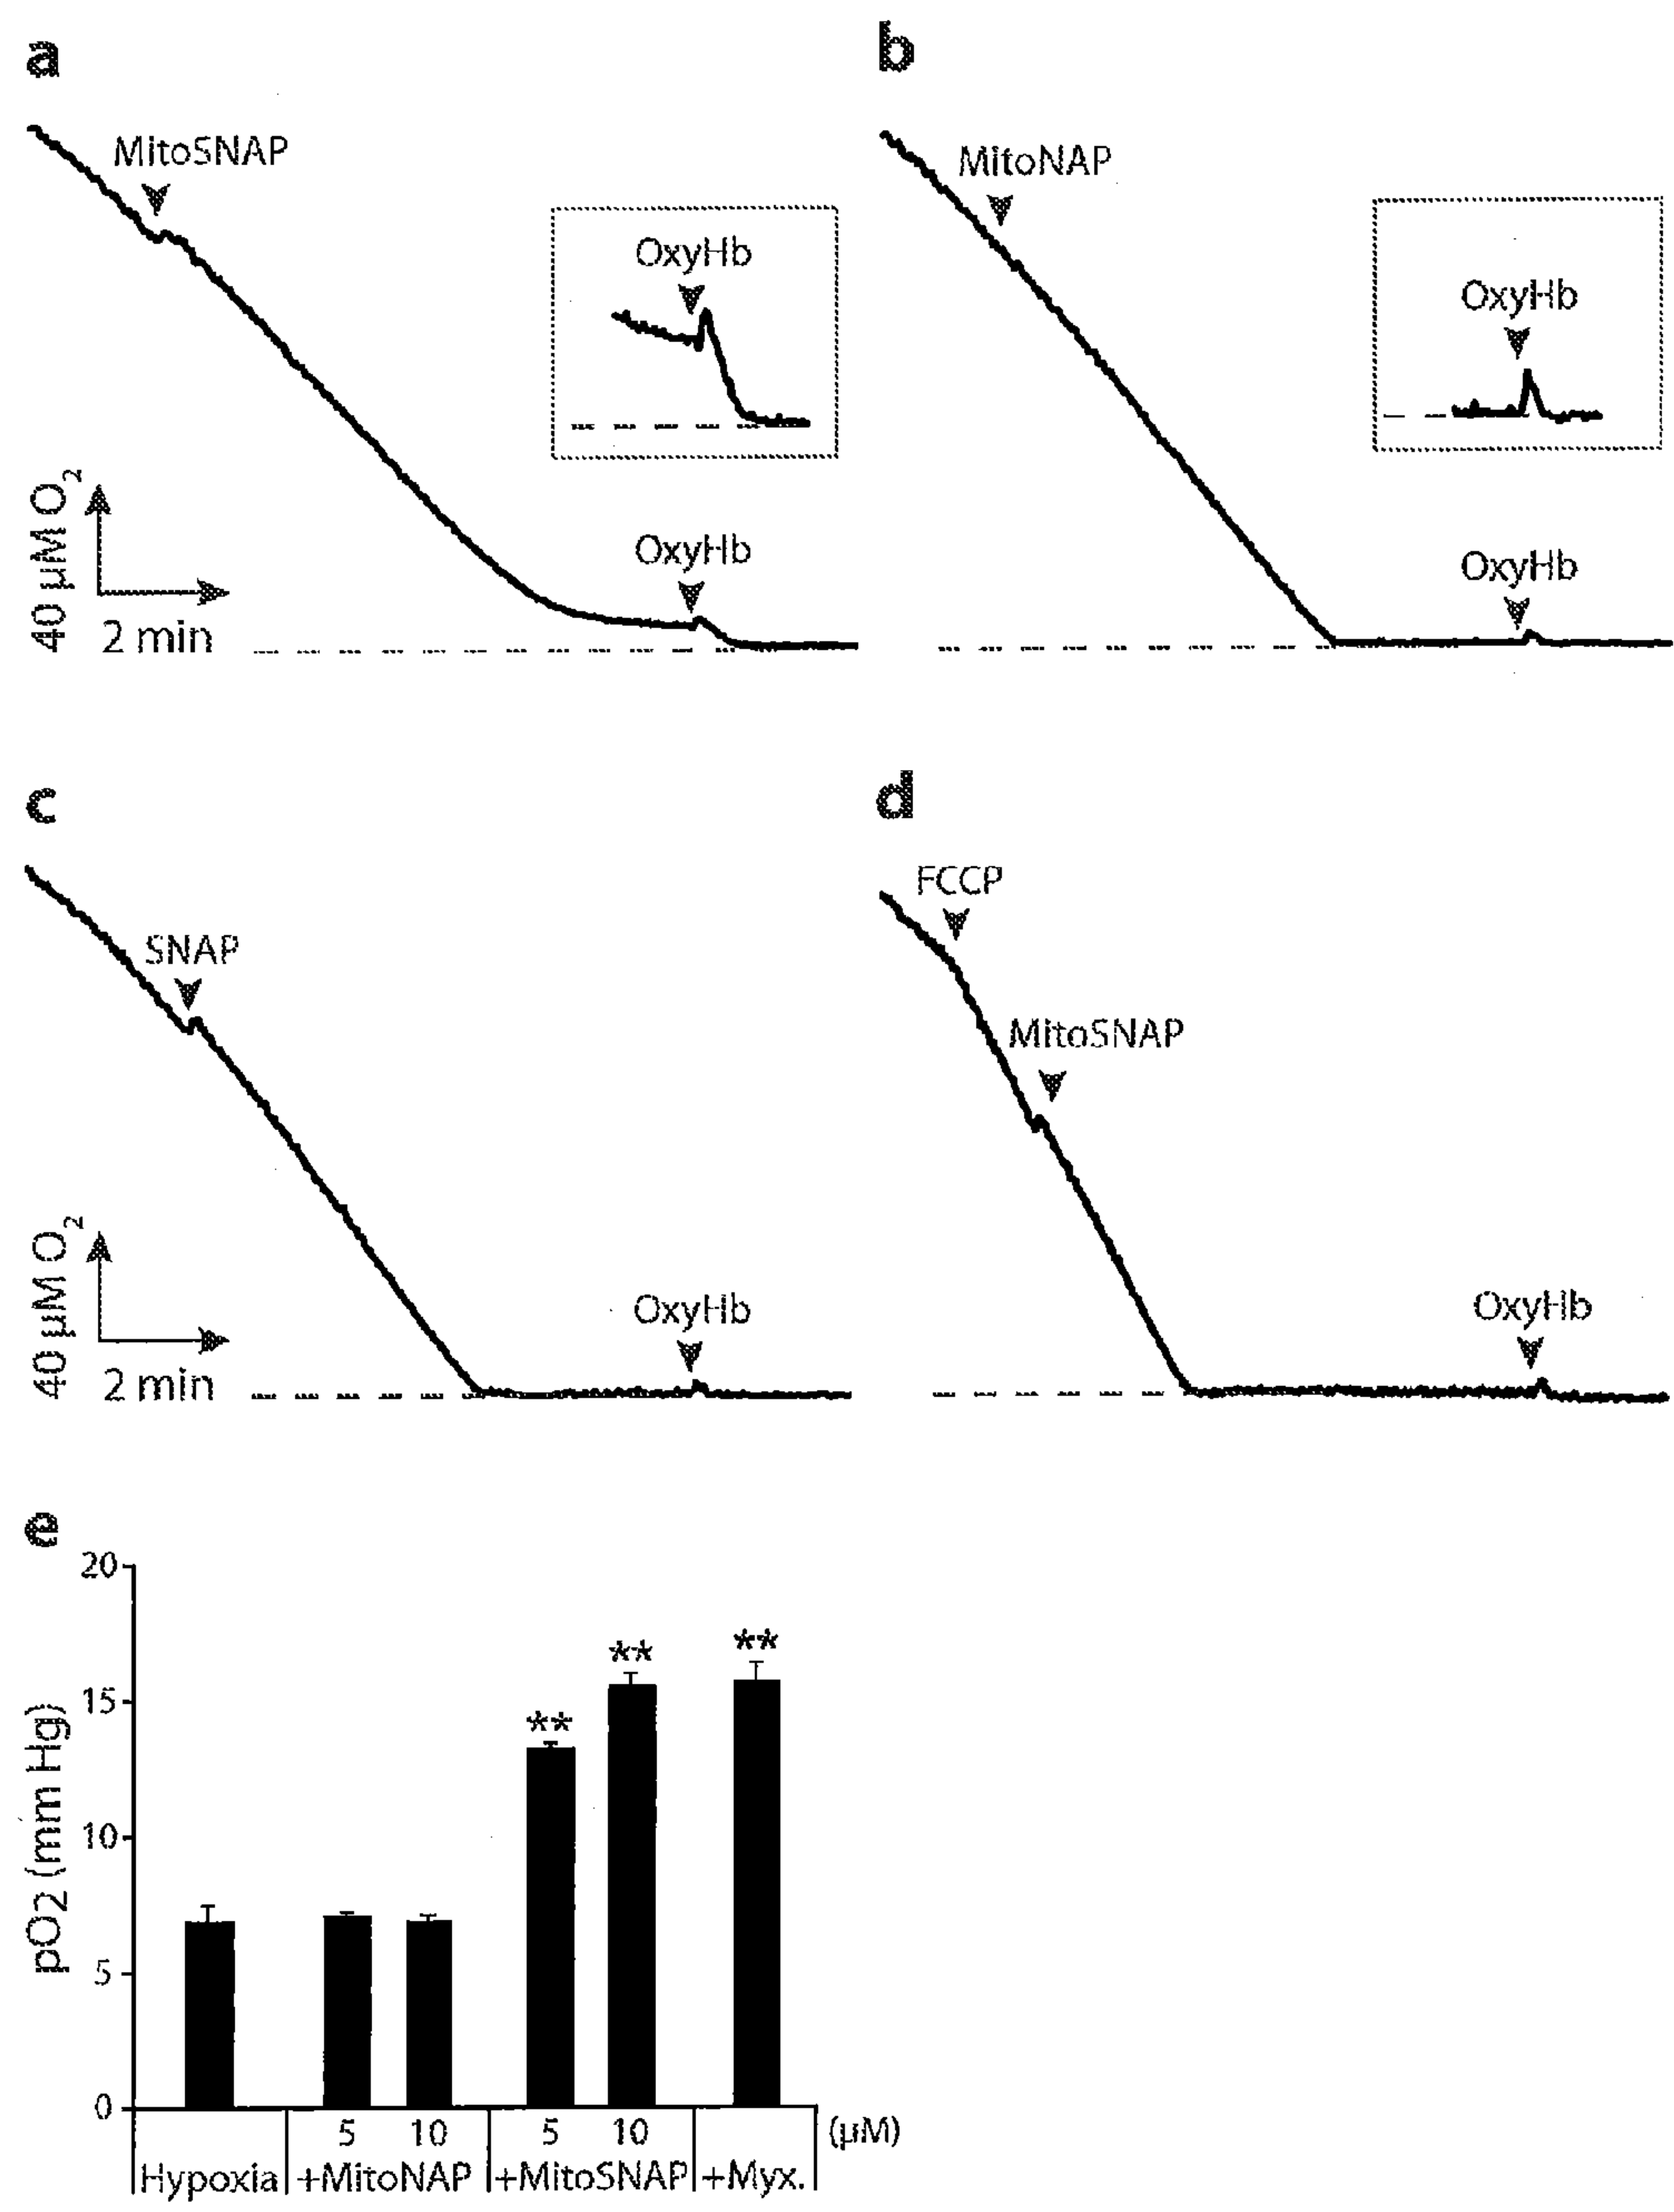 a
MitoSNAP
OxyHb
OxyHb
40 µM O2
2 min
b
MitoNAP
OxyHb
OxyHb
c
SNAP
OxyHb
40 µM O2
2 min
d
FCCP
MitoSNAP
OxyHb
e
pO2 (mm Hg)
20
15
10
5
0
**
**
**
5 10 5 10 (µM)
Hypoxia +MitoNAP +MitoSNAP +Myx.